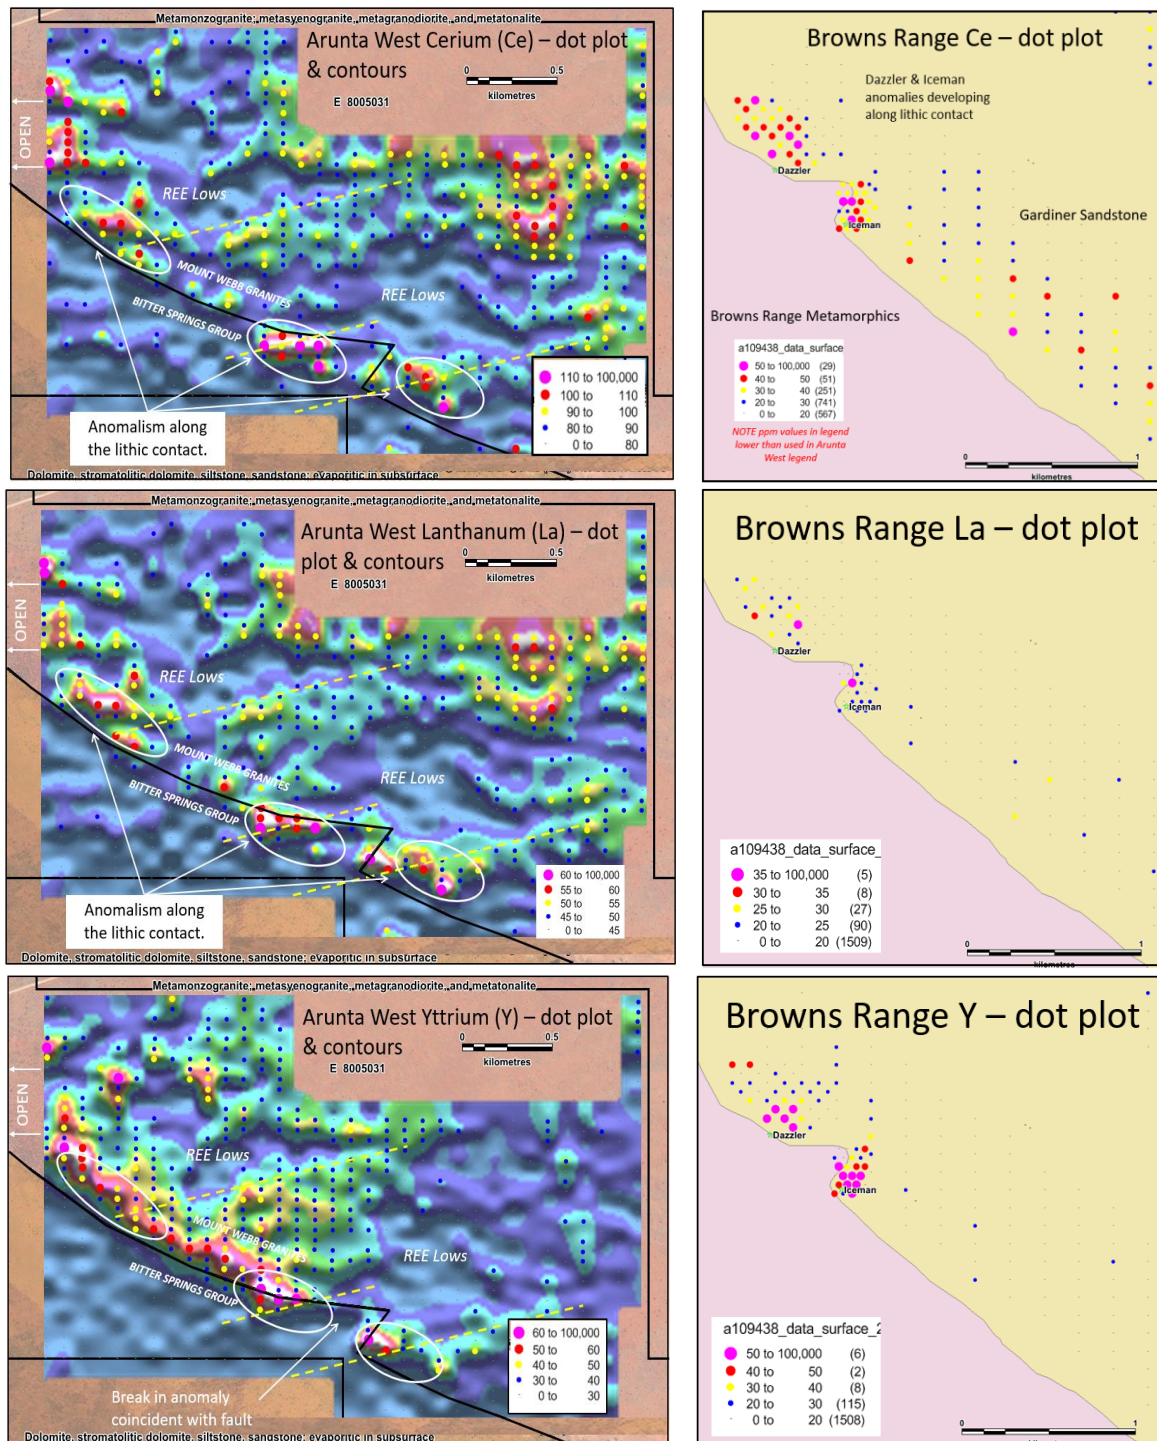 Metamonzogranite; metasyenogranite, metagranodiorite, and metatonalite
Arunta West Cerium (Ce) – dot plot
& contours
0 0.5
kilometres
E 8005031
OPEN
REE Lows
MOUNT WEBB GRANITES
BITTER SPRINGS GROUP
REE Lows
Anomalism along
the lithic contact.
110 to 100,000
100 to 110
90 to 100
80 to 90
0 to 80
Dolomite, stromatolitic dolomite, siltstone, sandstone; evaporitic in subsurface
Browns Range Ce – dot plot
Dazzler & Iceman
anomalies developing
along lithic contact
Dazzler
Iceman
Gardiner Sandstone
Browns Range Metamorphics
a109438_data_surface
50 to 100,000 (29)
40 to 50 (51)
30 to 40 (251)
20 to 30 (741)
0 to 20 (567)
NOTE ppm values in legend
lower than used in Arunta
West legend
0 1
kilometres
Metamonzogranite; metasyenogranite, metagranodiorite, and metatonalite
Arunta West Lanthanum (La) – dot
plot & contours
0 0.5
kilometres
E 8005031
OPEN
REE Lows
MOUNT WEBB GRANITES
BITTER SPRINGS GROUP
REE Lows
Anomalism along
the lithic contact.
60 to 100,000
55 to 60
50 to 55
45 to 50
0 to 45
Dolomite, stromatolitic dolomite, siltstone, sandstone; evaporitic in subsurface
Browns Range La – dot plot
Dazzler
Iceman
a109438_data_surface_
35 to 100,000 (5)
30 to 35 (8)
25 to 30 (27)
20 to 25 (90)
0 to 20 (1509)
0 1
kilometres
Metamonzogranite; metasyenogranite, metagranodiorite, and metatonalite
Arunta West Yttrium (Y) – dot plot
& contours
0 0.5
kilometres
E 8005031
OPEN
REE Lows
MOUNT WEBB GRANITES
BITTER SPRINGS GROUP
REE Lows
Break in anomaly
coincident with fault
60 to 100,000
50 to 60
40 to 50
30 to 40
0 to 30
Dolomite, stromatolitic dolomite, siltstone, sandstone; evaporitic in subsurface
Browns Range Y – dot plot
Dazzler
Iceman
a109438_data_surface_2
50 to 100,000 (6)
40 to 50 (2)
30 to 40 (8)
20 to 30 (115)
0 to 20 (1508)
0 1